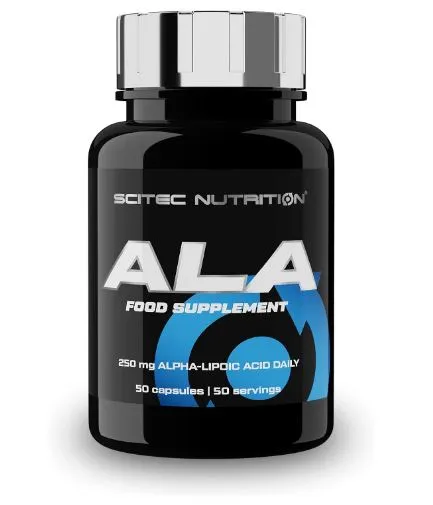 SCITEC NUTRITION®
ALA
FOOD SUPPLEMENT
250 mg ALPHA-LIPOIC ACID DAILY
50 capsules | 50 servings